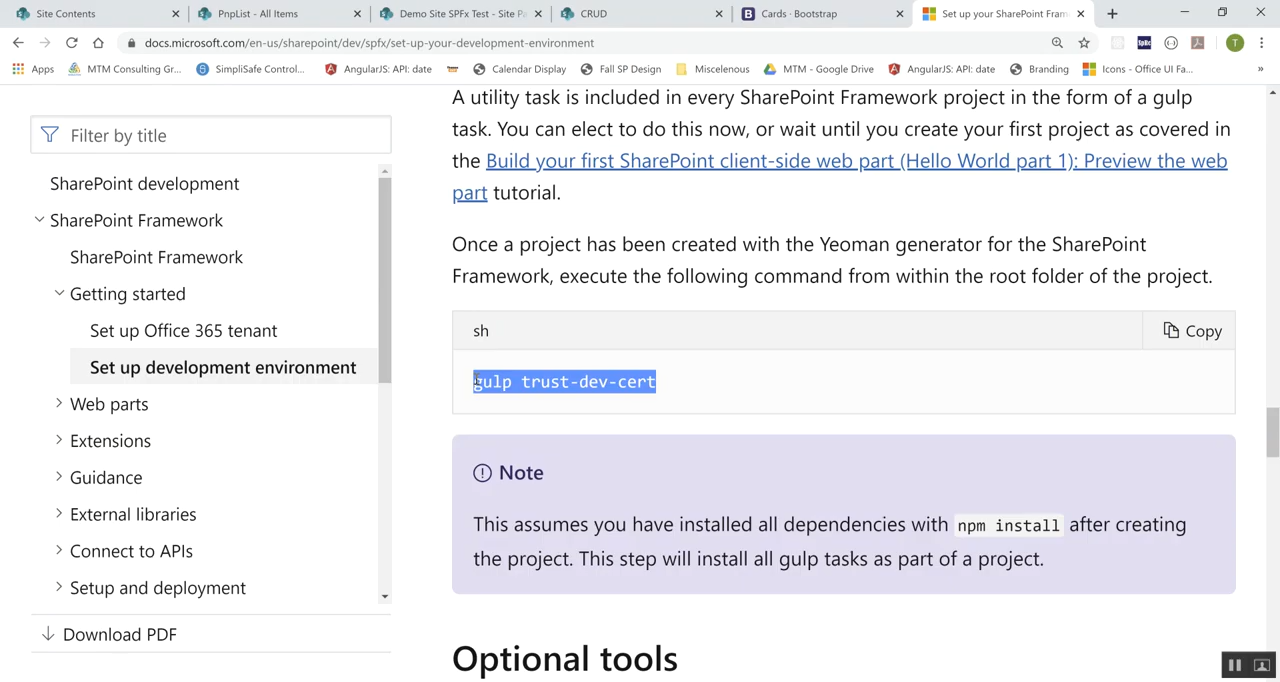 Site Contents
PnpList - All Items
Demo Site SPFx Test - Site Pa
CRUD
Cards · Bootstrap
Set up your SharePoint Fram
docs.microsoft.com/en-us/sharepoint/dev/spfx/set-up-your-development-environment
T
Apps
MTM Consulting Gr...
SimpliSafe Control...
AngularJS: API: date
Calendar Display
Fall SP Design
Miscelenous
MTM - Google Drive
AngularJS: API: date
Branding
Icons - Office UI Fa...
»
Filter by title
SharePoint development
SharePoint Framework
SharePoint Framework
Getting started
Set up Office 365 tenant
Set up development environment
Web parts
Extensions
Guidance
External libraries
Connect to APIs
Setup and deployment
Download PDF
A utility task is included in every SharePoint Framework project in the form of a gulp
task. You can elect to do this now, or wait until you create your first project as covered in
the Build your first SharePoint client-side web part (Hello World part 1): Preview the web
part tutorial.
Once a project has been created with the Yeoman generator for the SharePoint
Framework, execute the following command from within the root folder of the project.
sh
Copy
gulp trust-dev-cert
Note
This assumes you have installed all dependencies with npm install after creating
the project. This step will install all gulp tasks as part of a project.
Optional tools